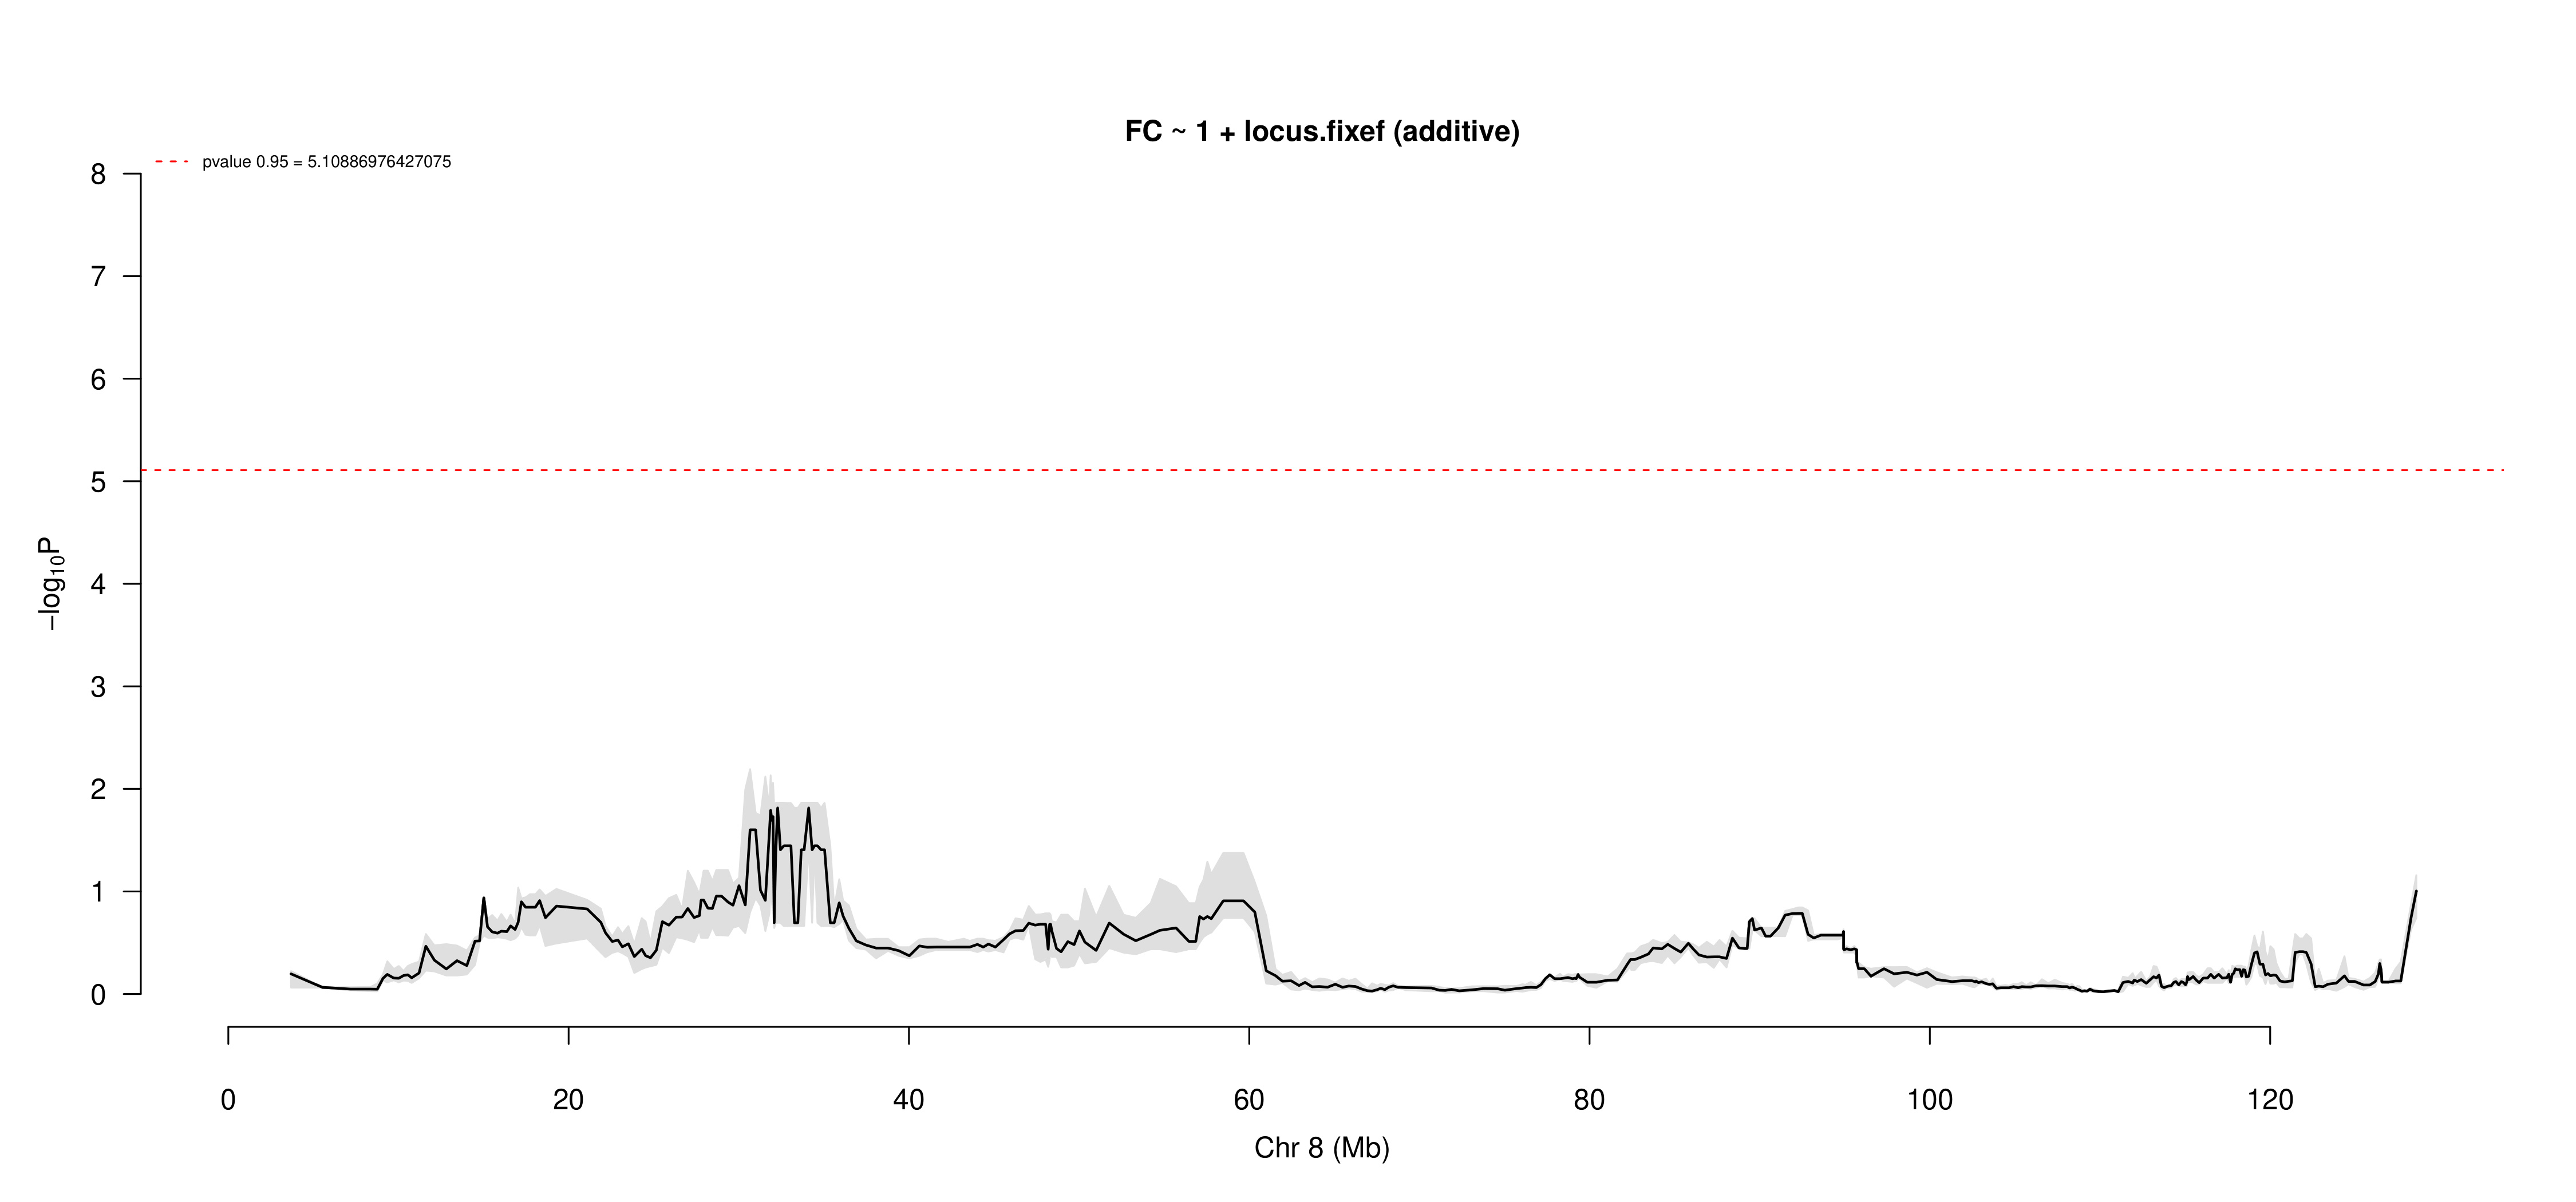 FC ~ 1 + locus.fixef (additive)
pvalue 0.95 = 5.10886976427075
8
7
6
5
4
3
2
1
0
−log10P
0 20 40 60 80 100 120
Chr 8 (Mb)